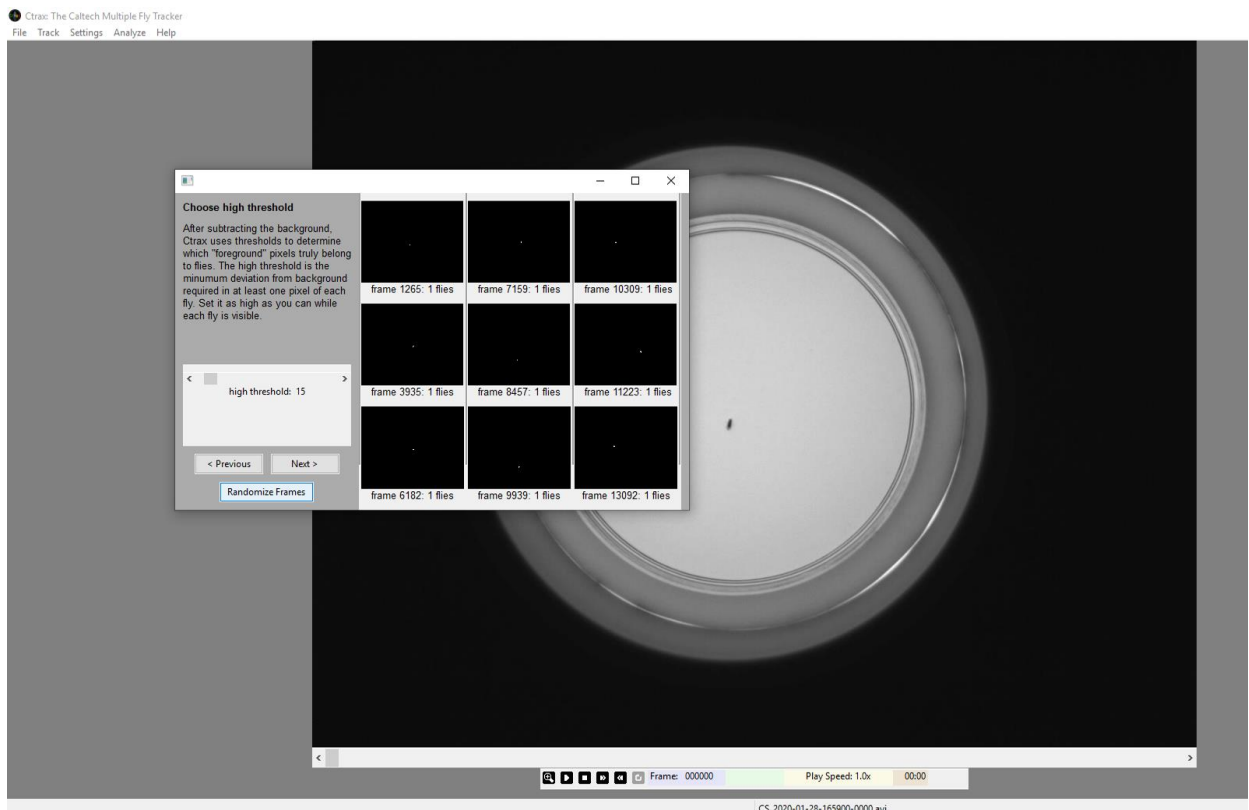 Ctrax: The Caltech Multiple Fly Tracker
File Track Settings Analyze Help
Choose high threshold
After subtracting the background,
Ctrax uses thresholds to determine
which "foreground" pixels truly belong
to flies. The high threshold is the
minumum deviation from background
required in at least one pixel of each
fly. Set it as high as you can while
each fly is visible.
high threshold: 15
< Previous Next >
Randomize Frames
frame 1265: 1 flies frame 7159: 1 flies frame 10309: 1 flies
frame 3935: 1 flies frame 8457: 1 flies frame 11223: 1 flies
frame 6182: 1 flies frame 9939: 1 flies frame 13092: 1 flies
Frame: 000000 Play Speed: 1.0x 00:00
CS_2020-01-28-165900-0000.avi